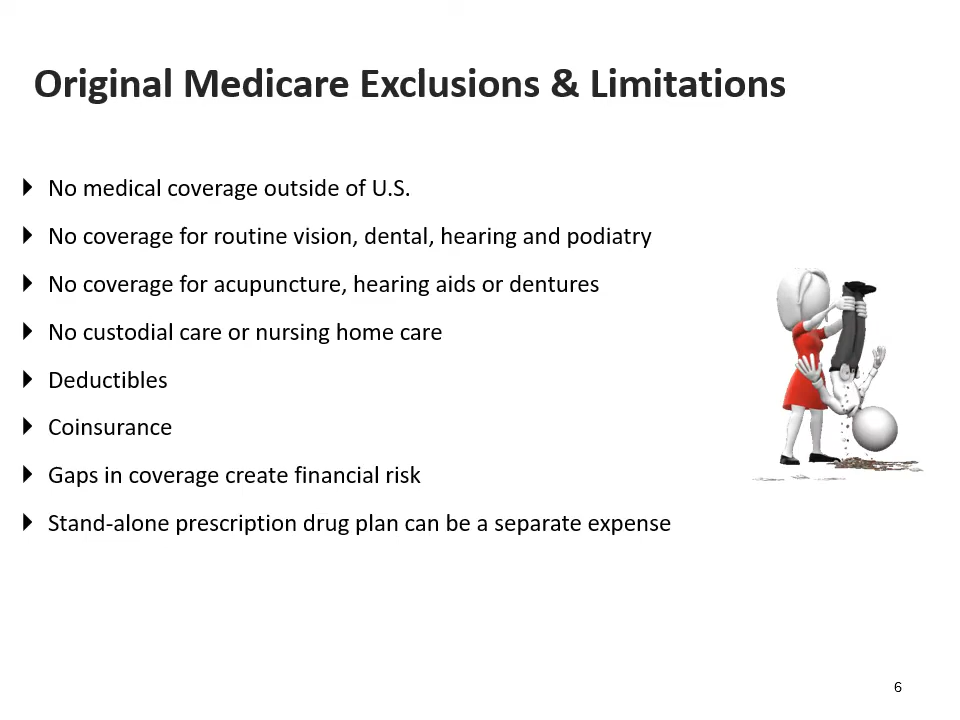 Original Medicare Exclusions & Limitations
No medical coverage outside of U.S.
No coverage for routine vision, dental, hearing and podiatry
No coverage for acupuncture, hearing aids or dentures
No custodial care or nursing home care
Deductibles
Coinsurance
Gaps in coverage create financial risk
Stand-alone prescription drug plan can be a separate expense
6